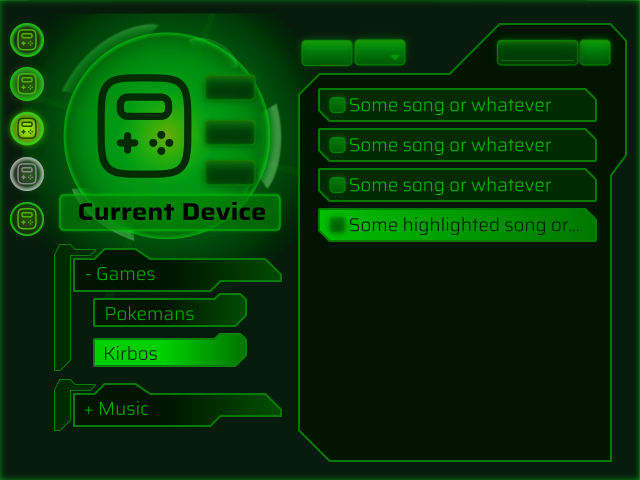 Current Device
- Games
Pokemans
Kirbos
+ Music
Some song or whatever
Some song or whatever
Some song or whatever
Some highlighted song or...